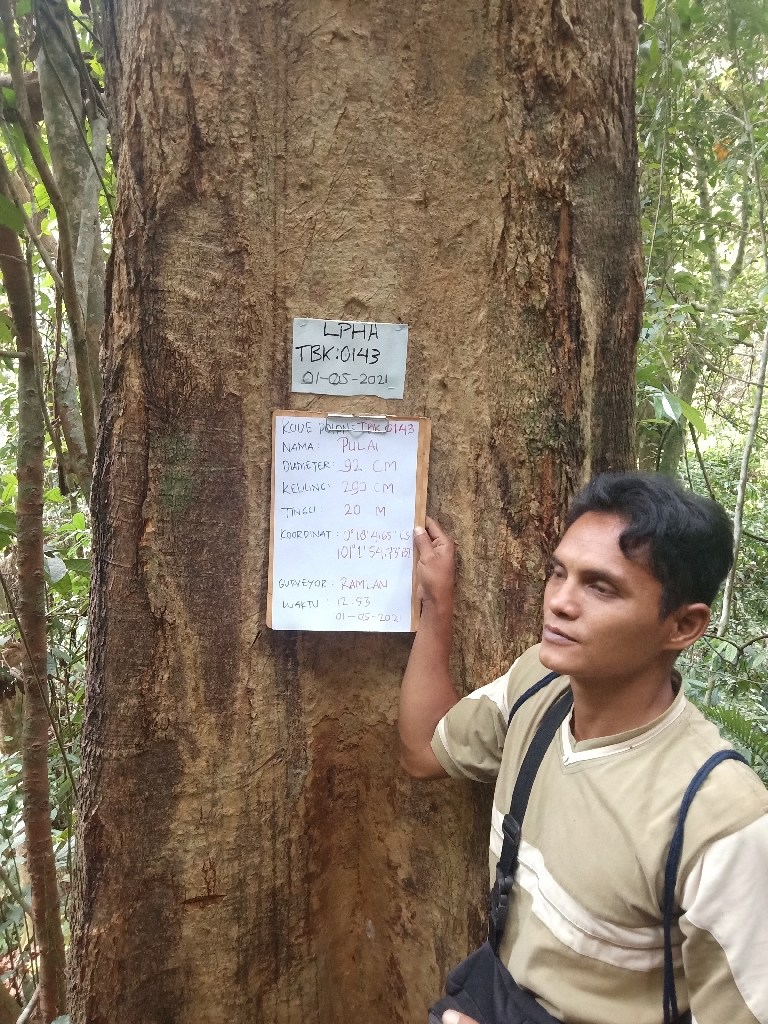 LPHA
TBK:0143
01-05-2021
KODE POHON: TBK 0143
NAMA: PULAI
DIAMETER: 92 CM
KELILING: 290 CM
TINGGI: 20 M
KOORDINAT: 0°18'4,65" LS
101°1'54,73" BT
SURVEYOR: RAMLAN
WAKTU: 12.53
01-05-2021